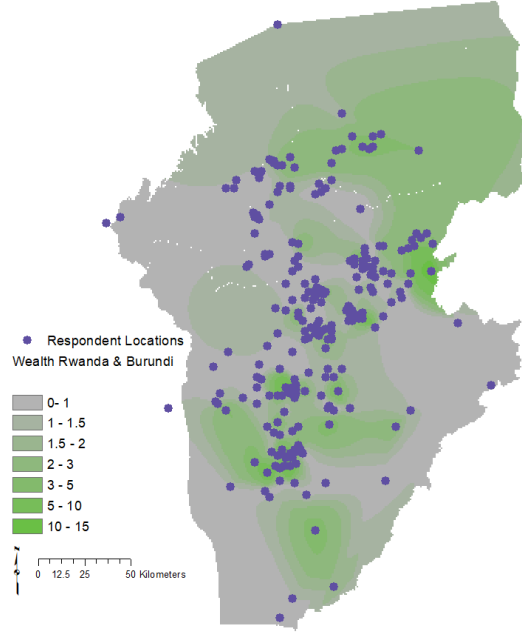 Respondent Locations
Wealth Rwanda & Burundi
0- 1
1 - 1.5
1.5 - 2
2 - 3
3 - 5
5 - 10
10 - 15
0 12.5 25 50 Kilometers